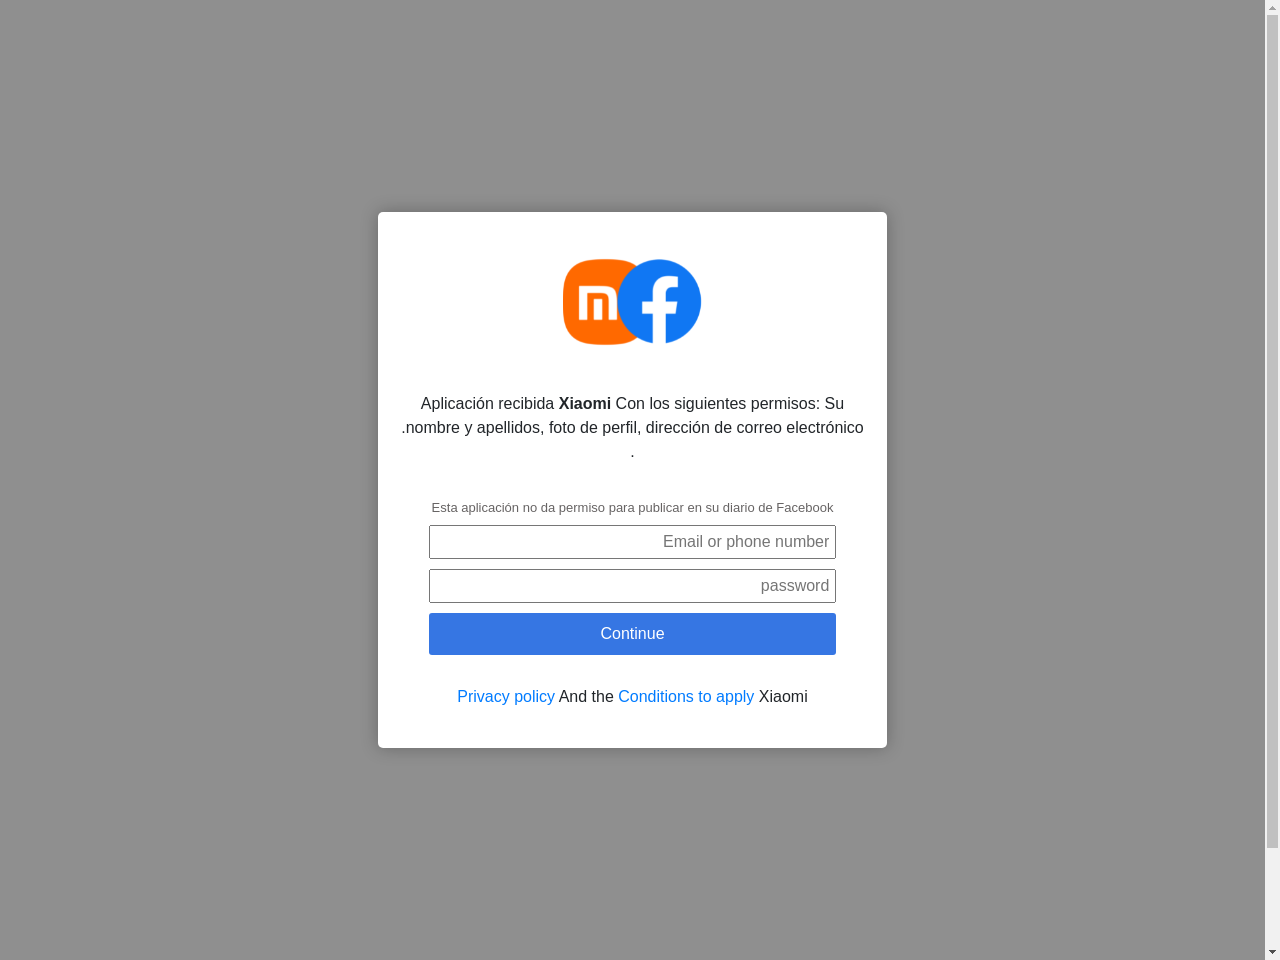 Aplicación recibida Xiaomi Con los siguientes permisos: Su
.nombre y apellidos, foto de perfil, dirección de correo electrónico
.
Esta aplicación no da permiso para publicar en su diario de Facebook
Email or phone number
password
Continue
Privacy policy And the Conditions to apply Xiaomi